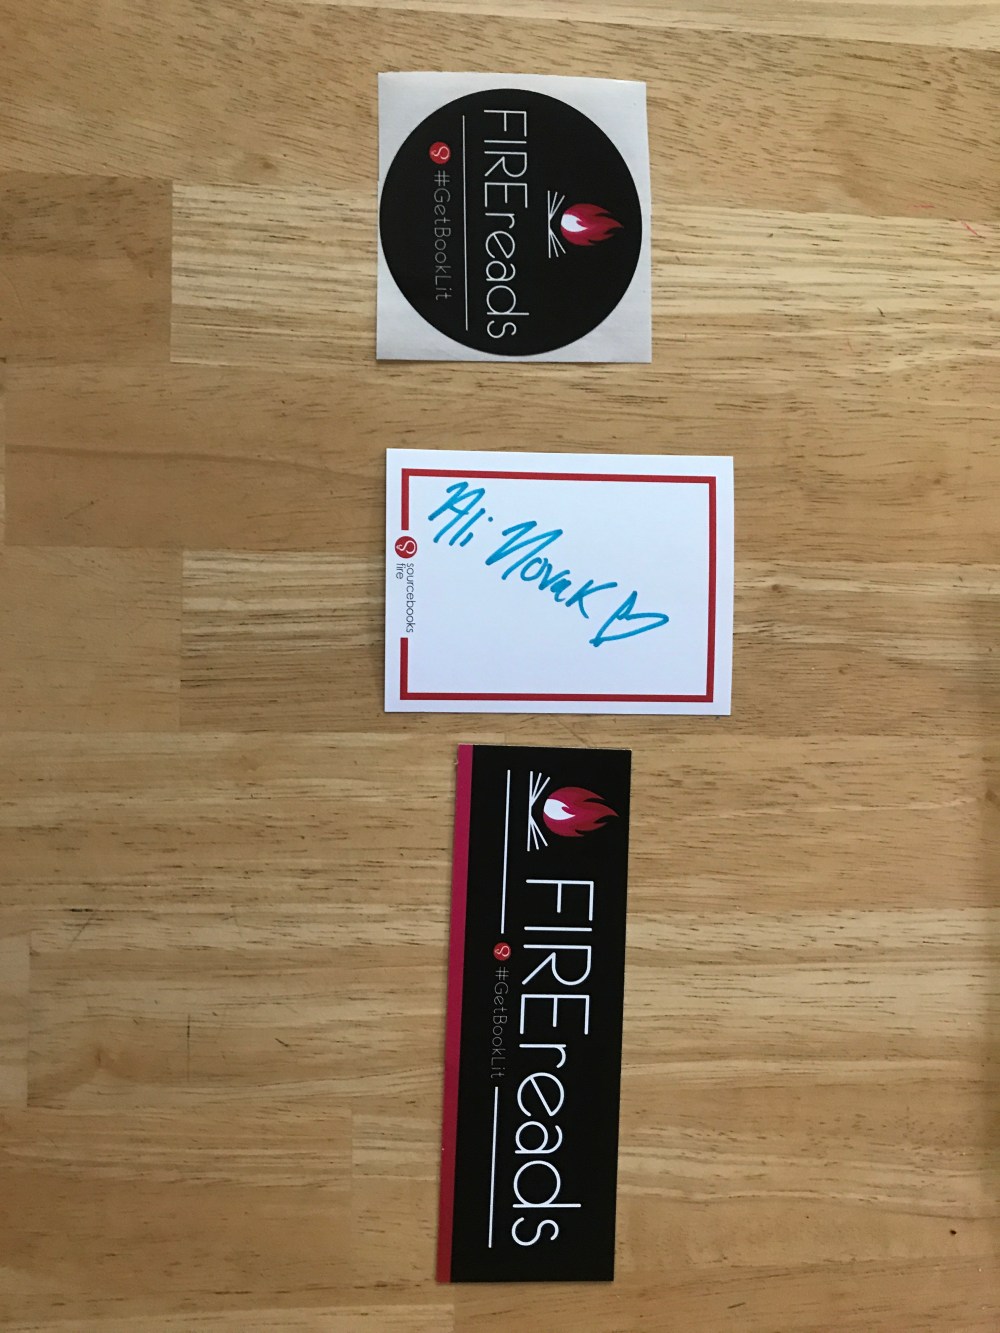 FIREreads
#GetBookLit
Ali Novak
sourcebooks
fire
FIREreads
#GetBookLit